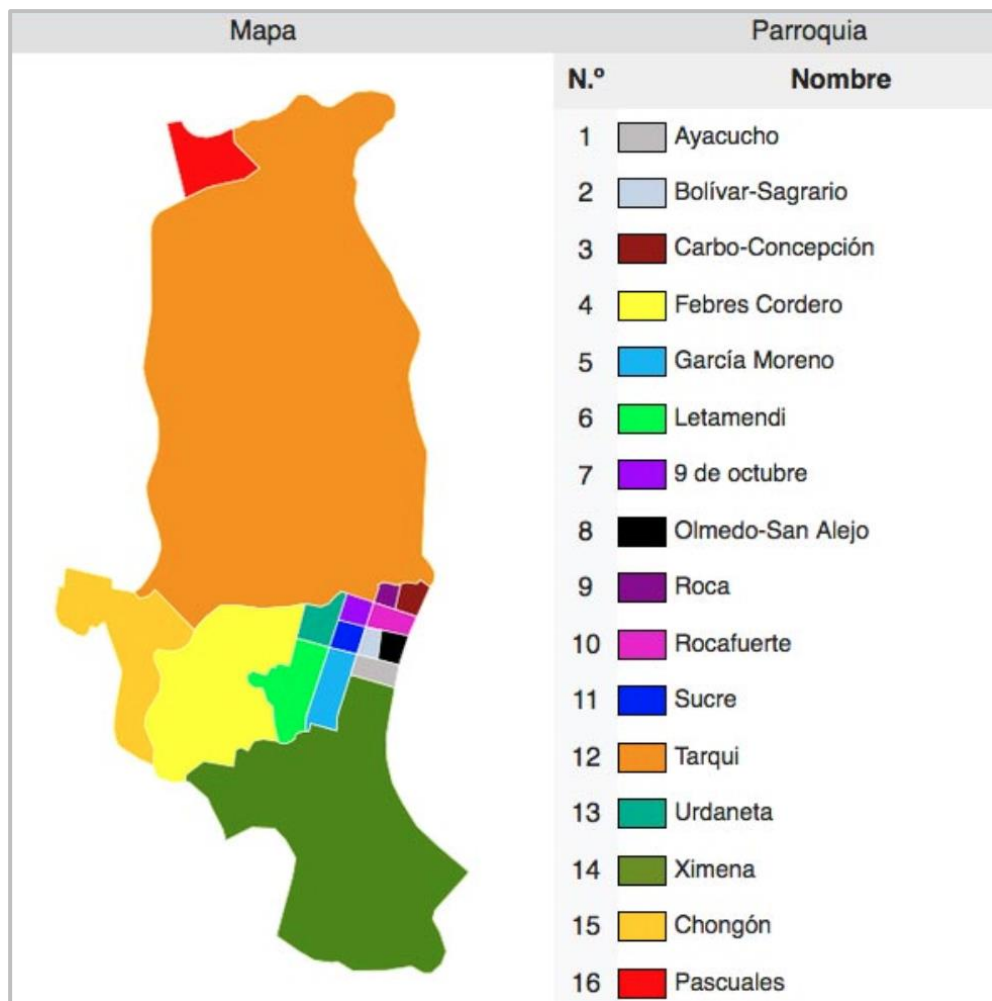 Mapa Parroquia
N.º Nombre
1 Ayacucho
2 Bolívar-Sagrario
3 Carbo-Concepción
4 Febres Cordero
5 García Moreno
6 Letamendi
7 9 de octubre
8 Olmedo-San Alejo
9 Roca
10 Rocafuerte
11 Sucre
12 Tarqui
13 Urdaneta
14 Ximena
15 Chongón
16 Pascuales